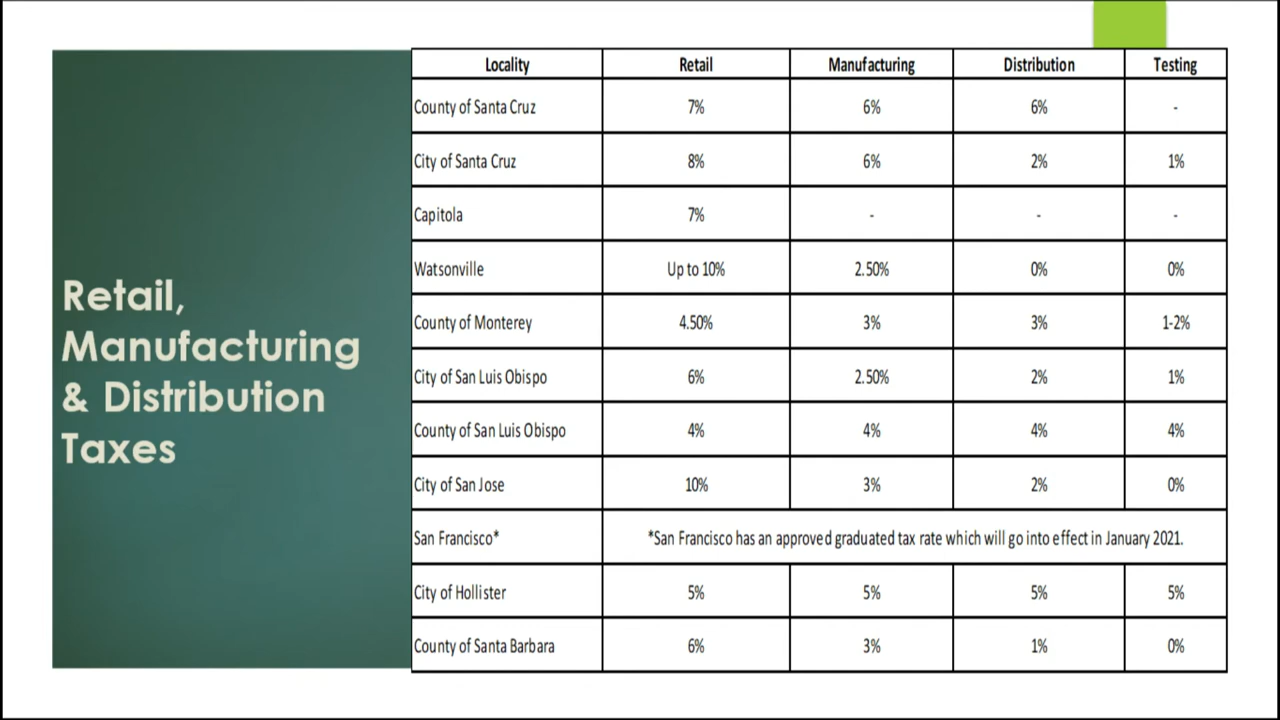 Retail,
Manufacturing
& Distribution
Taxes
Locality Retail Manufacturing Distribution Testing
County of Santa Cruz 7% 6% 6% -
City of Santa Cruz 8% 6% 2% 1%
Capitola 7% - - -
Watsonville Up to 10% 2.50% 0% 0%
County of Monterey 4.50% 3% 3% 1-2%
City of San Luis Obispo 6% 2.50% 2% 1%
County of San Luis Obispo 4% 4% 4% 4%
City of San Jose 10% 3% 2% 0%
San Francisco* *San Francisco has an approved graduated tax rate which will go into effect in January 2021.
City of Hollister 5% 5% 5% 5%
County of Santa Barbara 6% 3% 1% 0%